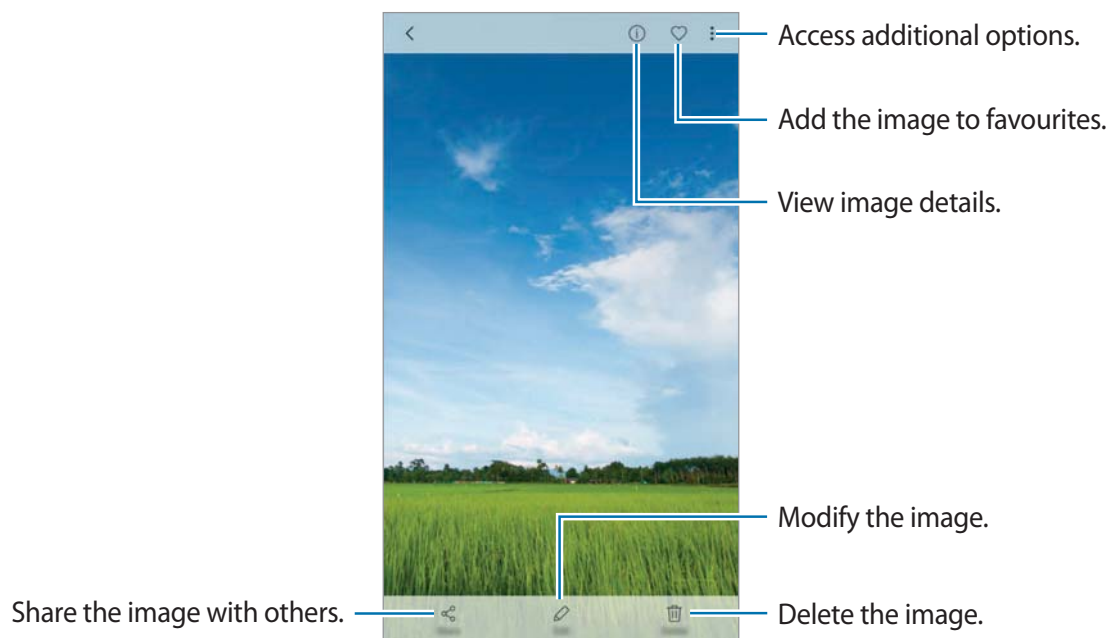 Access additional options.
Add the image to favourites.
View image details.
Modify the image.
Share the image with others.
Delete the image.